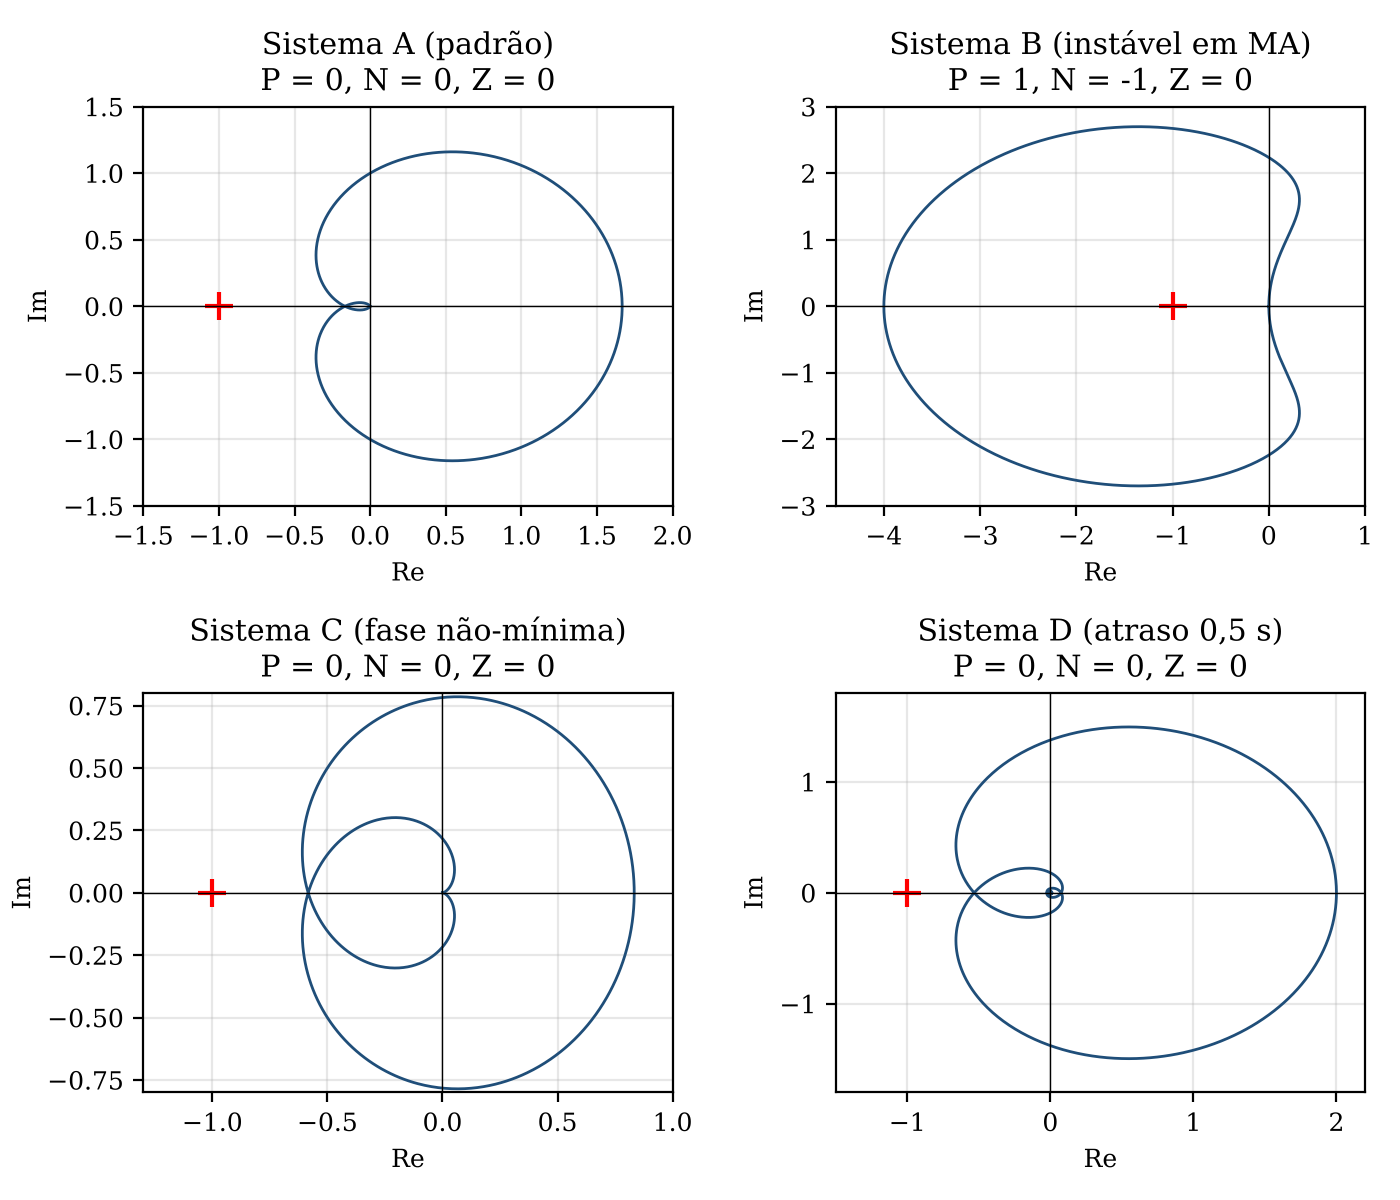 Sistema A (padrão)
P = 0, N = 0, Z = 0
1.5
1.0
0.5
0.0
−0.5
−1.0
−1.5
Im
−1.5 −1.0 −0.5 0.0 0.5 1.0 1.5 2.0
Re
Sistema B (instável em MA)
P = 1, N = -1, Z = 0
3
2
1
0
−1
−2
−3
Im
−4 −3 −2 −1 0 1
Re
Sistema C (fase não-mínima)
P = 0, N = 0, Z = 0
0.75
0.50
0.25
0.00
−0.25
−0.50
−0.75
Im
−1.0 −0.5 0.0 0.5 1.0
Re
Sistema D (atraso 0,5 s)
P = 0, N = 0, Z = 0
1
0
−1
Im
−1 0 1 2
Re